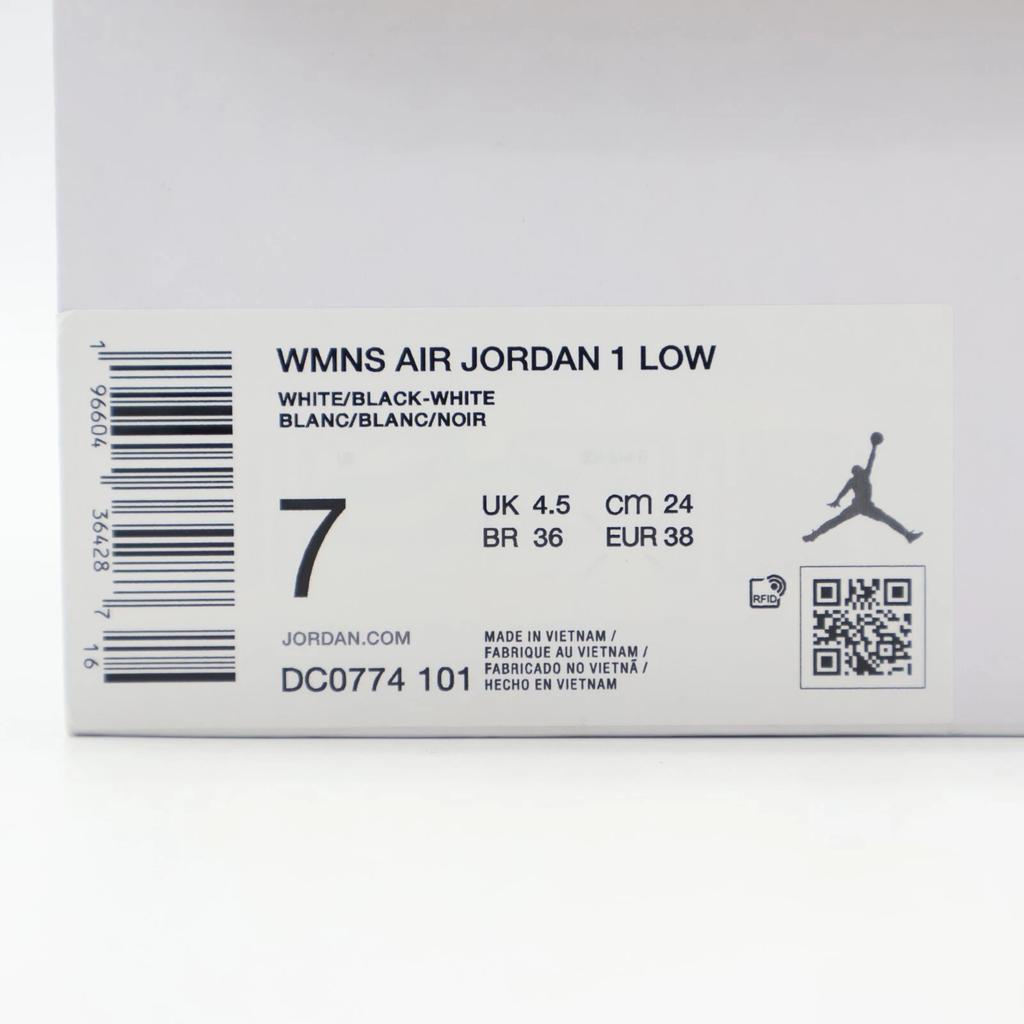 WMNS AIR JORDAN 1 LOW
WHITE/BLACK-WHITE
BLANC/BLANC/NOIR
7
UK 4.5 cm 24
BR 36 EUR 38
RFID
JORDAN.COM
DC0774 101
MADE IN VIETNAM /
FABRIQUE AU VIETNAM /
FABRICADO NO VIETNÃ /
HECHO EN VIETNAM
1 96604 36428 7 16